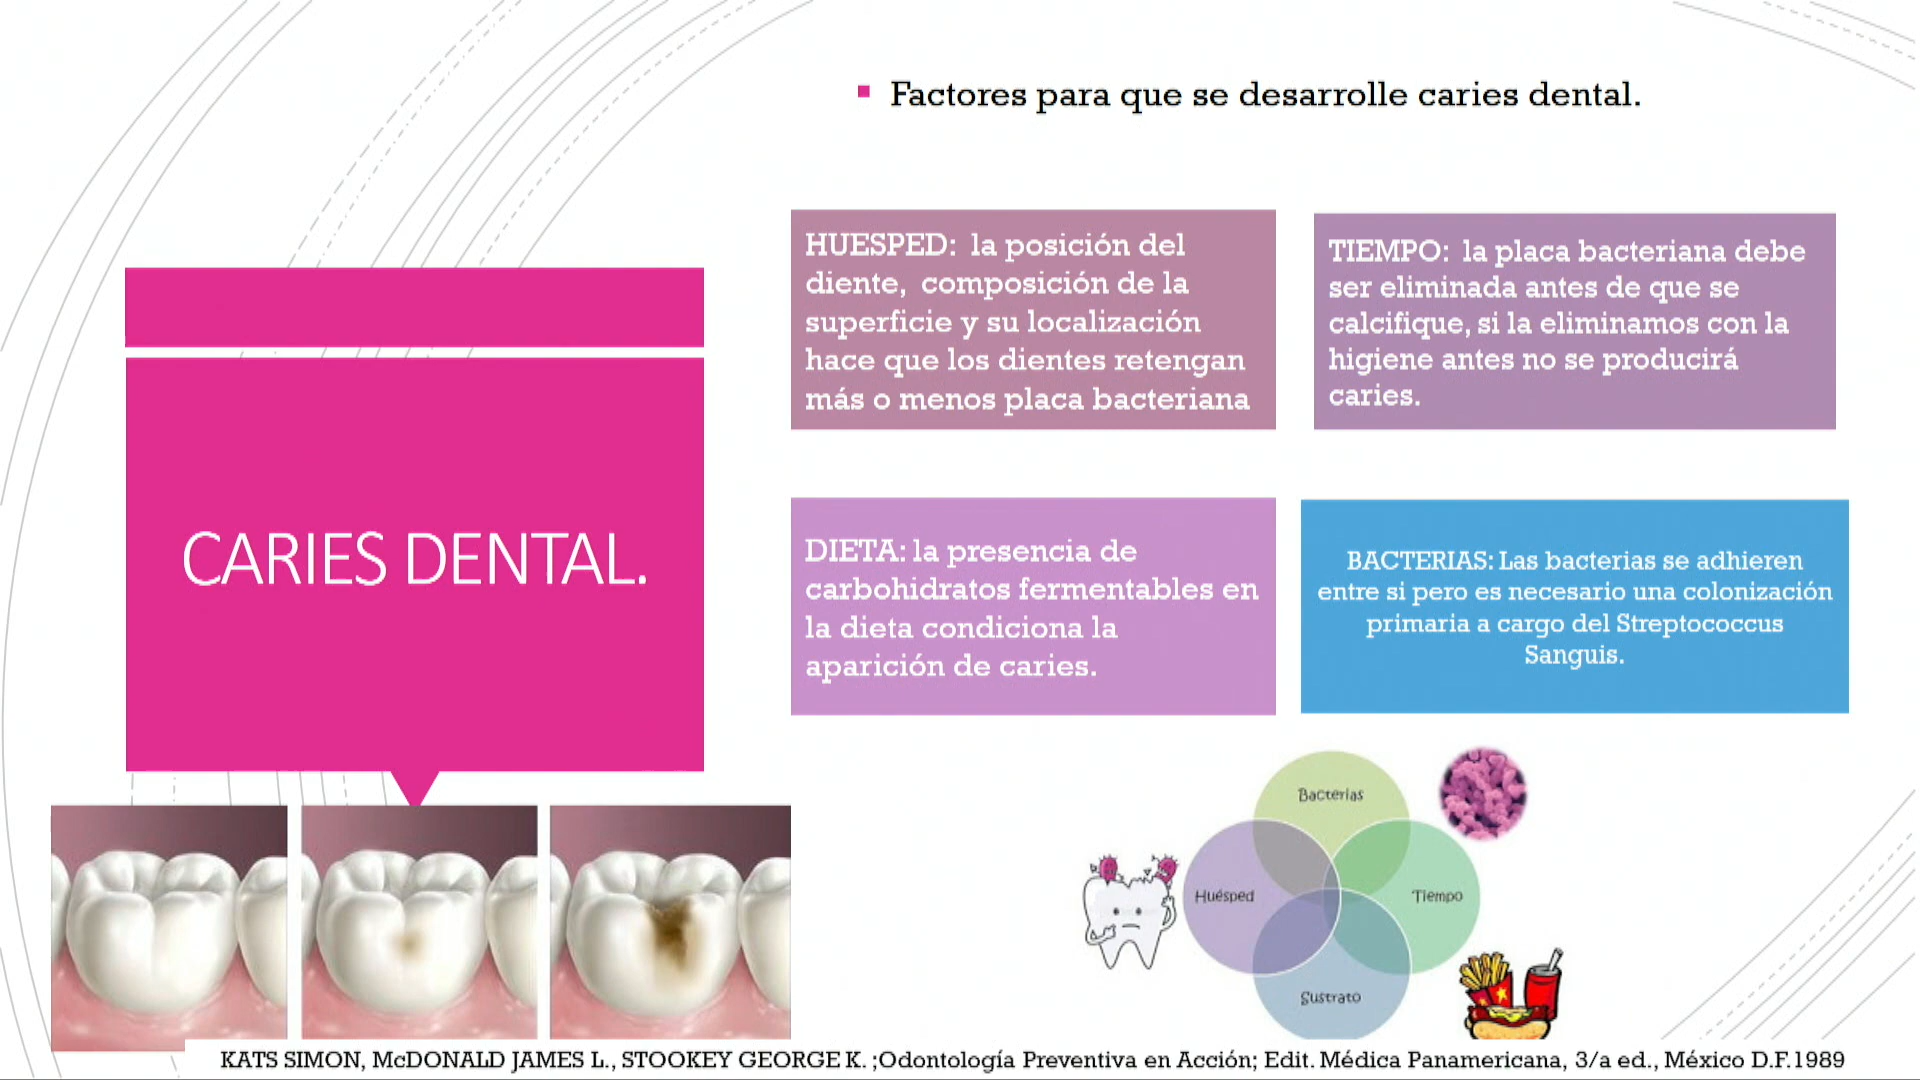 Factores para que se desarrolle caries dental.
CARIES DENTAL.
HUESPED:  la posición del
diente,  composición de la
superficie y su localización
hace que los dientes retengan
más o menos placa bacteriana
TIEMPO:  la placa bacteriana debe
ser eliminada antes de que se
calcifique, si la eliminamos con la
higiene antes no se producirá
caries.
DIETA: la presencia de
carbohidratos fermentables en
la dieta condiciona la
aparición de caries.
BACTERIAS: Las bacterias se adhieren
entre si pero es necesario una colonización
primaria a cargo del Streptococcus
Sanguis.
Bacterias
Huésped
Tiempo
Sustrato
KATS SIMON, McDONALD JAMES L., STOOKEY GEORGE K. ;Odontología Preventiva en Acción; Edit. Médica Panamericana, 3/a ed., México D.F.1989